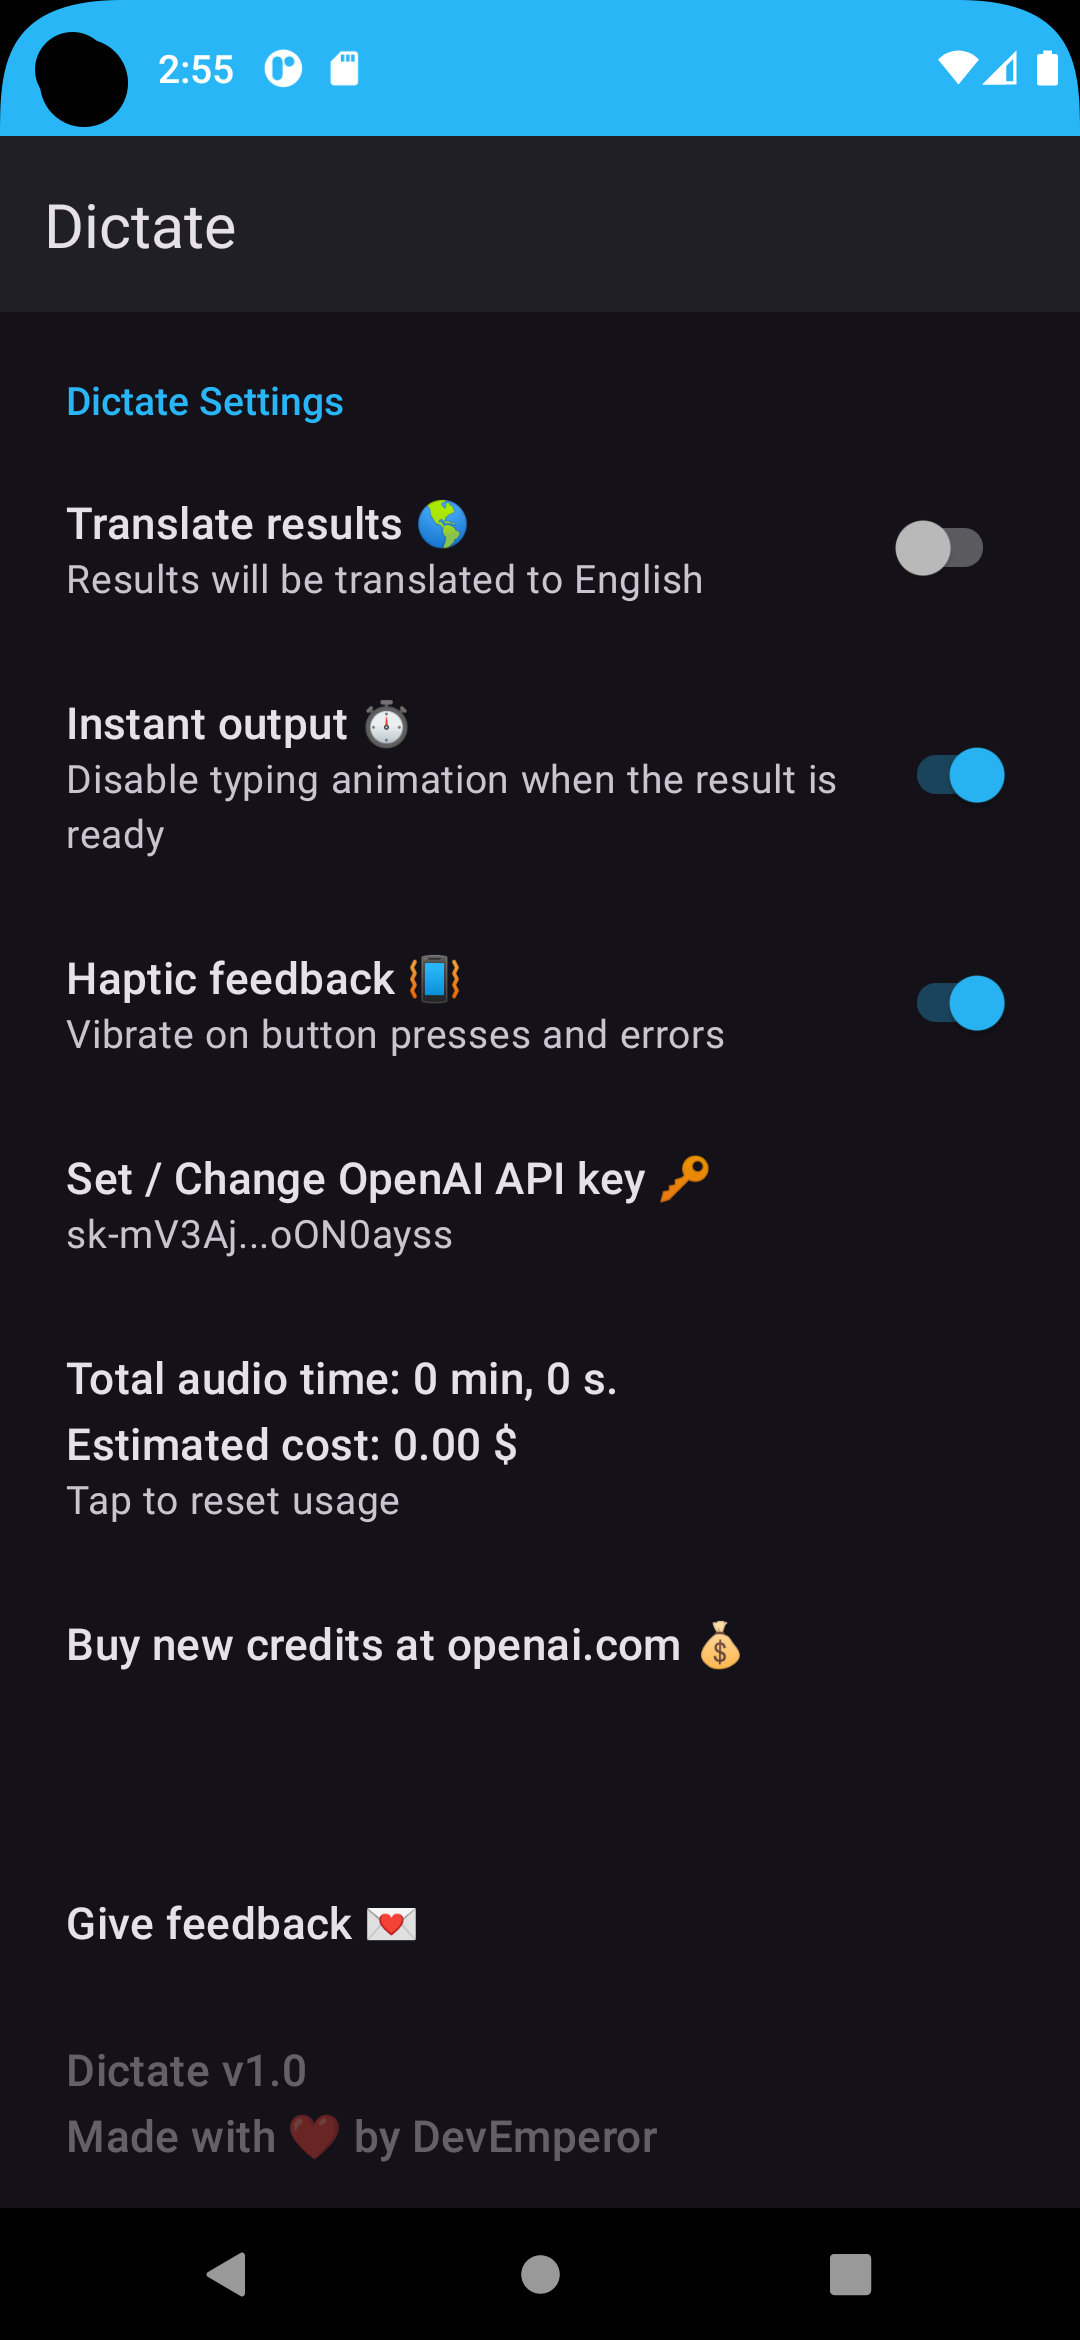 2:55
Dictate
Dictate Settings
Translate results 🌎
Results will be translated to English
Instant output ⏱️
Disable typing animation when the result is
ready
Haptic feedback 📳
Vibrate on button presses and errors
Set / Change OpenAI API key 🔑
sk-mV3Aj...oON0ayss
Total audio time: 0 min, 0 s.
Estimated cost: 0.00 $
Tap to reset usage
Buy new credits at openai.com 💰
Give feedback 💌
Dictate v1.0
Made with ❤️ by DevEmperor